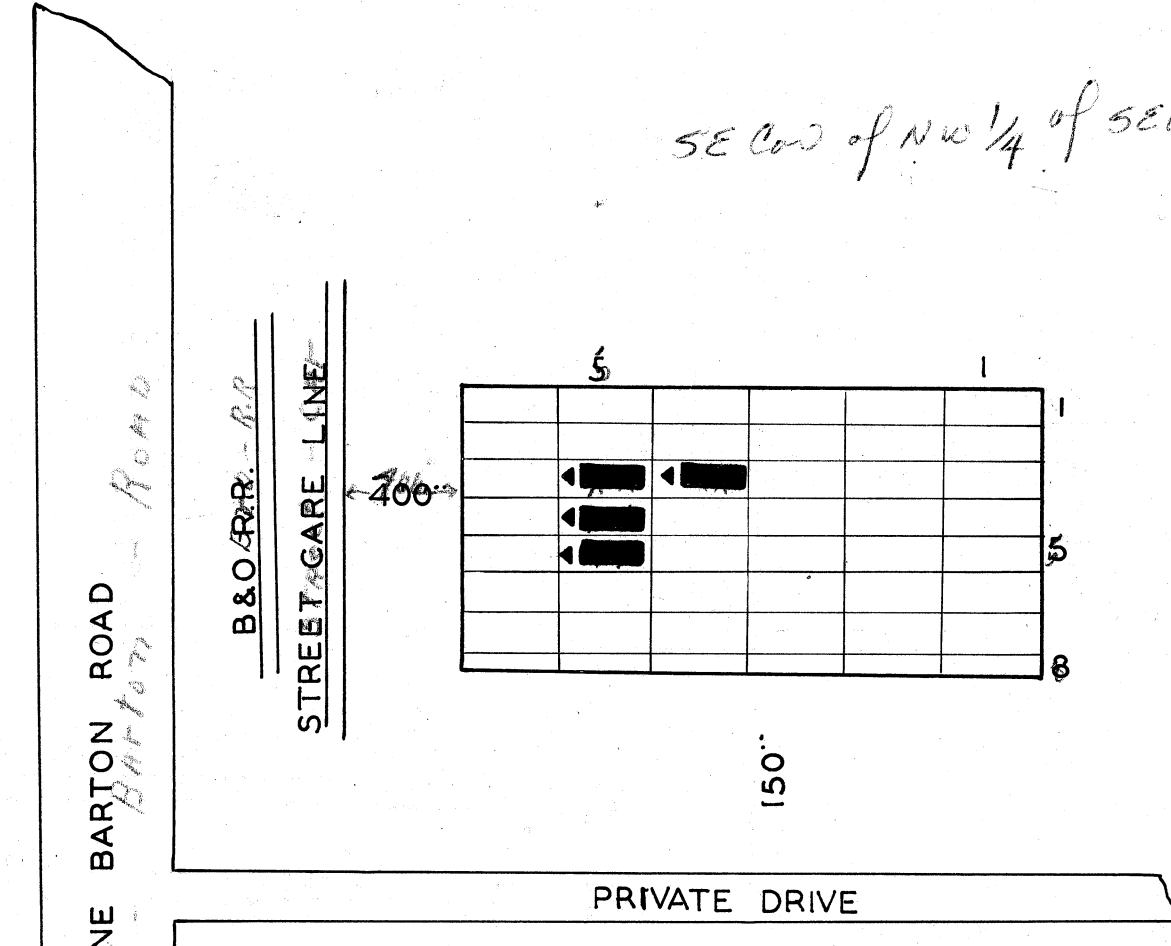 SE Cor of NW 1/4 of SE
5
1
1
5
8
400''
B&O R.R.
B&O - R.R
STREET CARE LINE
NE BARTON ROAD
Barton - ROAD
150''
PRIVATE DRIVE